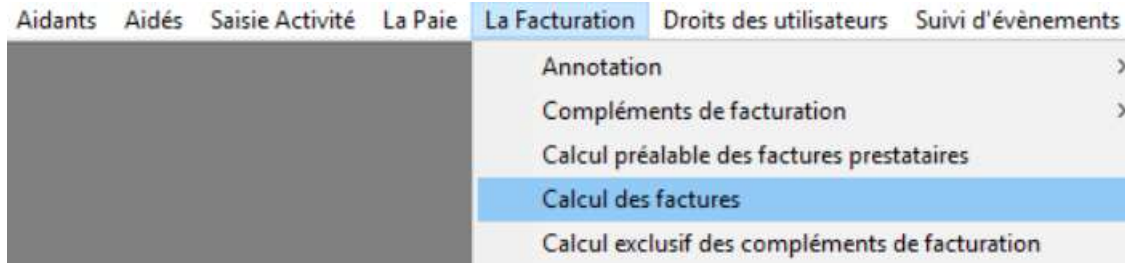 Aidants Aidés Saisie Activité La Paie La Facturation Droits des utilisateurs Suivi d'évènements
Annotation
Compléments de facturation
Calcul préalable des factures prestataires
Calcul des factures
Calcul exclusif des compléments de facturation